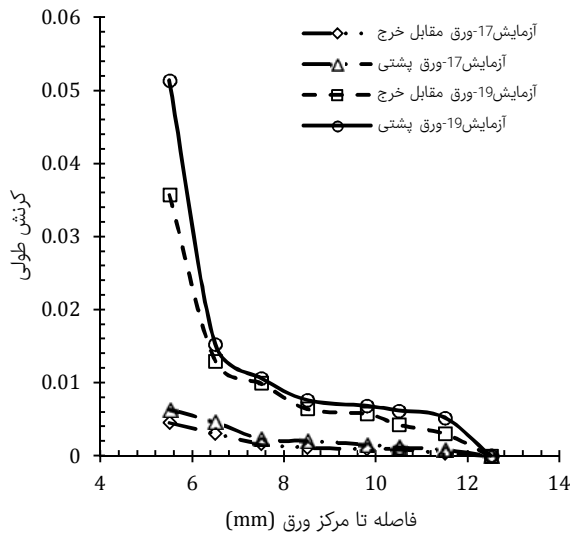 0.06
0.05
0.04
0.03
0.02
0.01
0
4
6
8
10
12
14
کرنش طولی
فاصله تا مرکز ورق (mm)
آزمایش17-ورق مقابل خرج
آزمایش17-ورق پشتی
آزمایش19-ورق مقابل خرج
آزمایش19-ورق پشتی